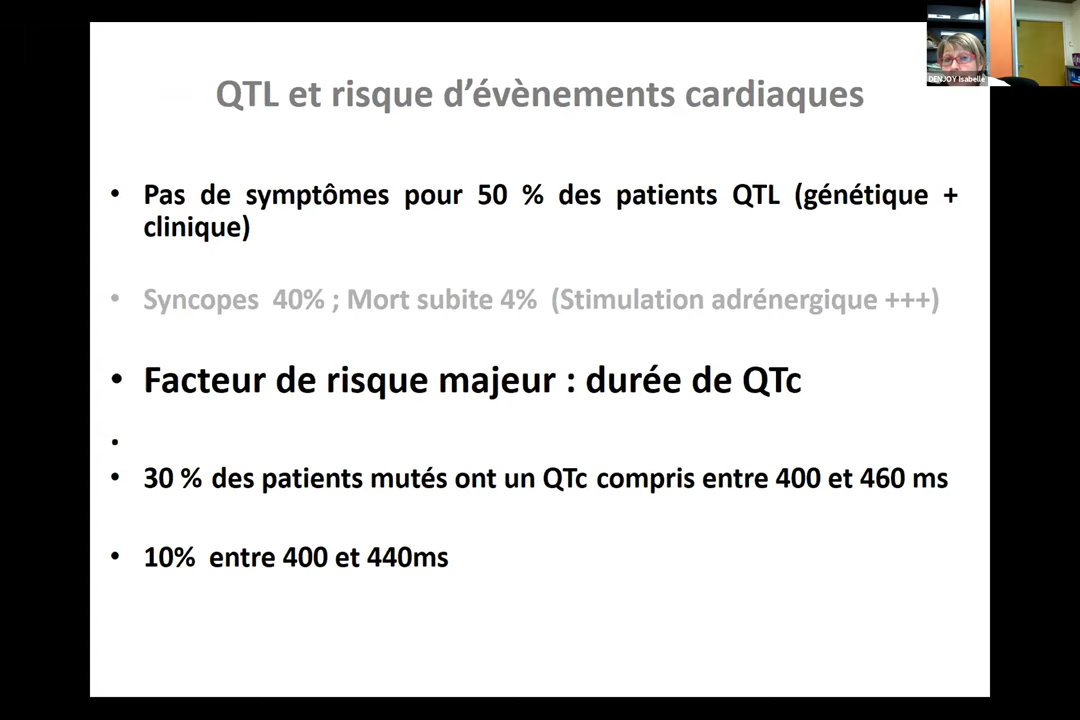 DENJOY Isabelle
QTL et risque d'évènements cardiaques
• Pas de symptômes pour 50 % des patients QTL (génétique +
clinique)
• Syncopes 40% ; Mort subite 4% (Stimulation adrénergique +++)
• Facteur de risque majeur : durée de QTc
•
• 30 % des patients mutés ont un QTc compris entre 400 et 460 ms
• 10% entre 400 et 440ms